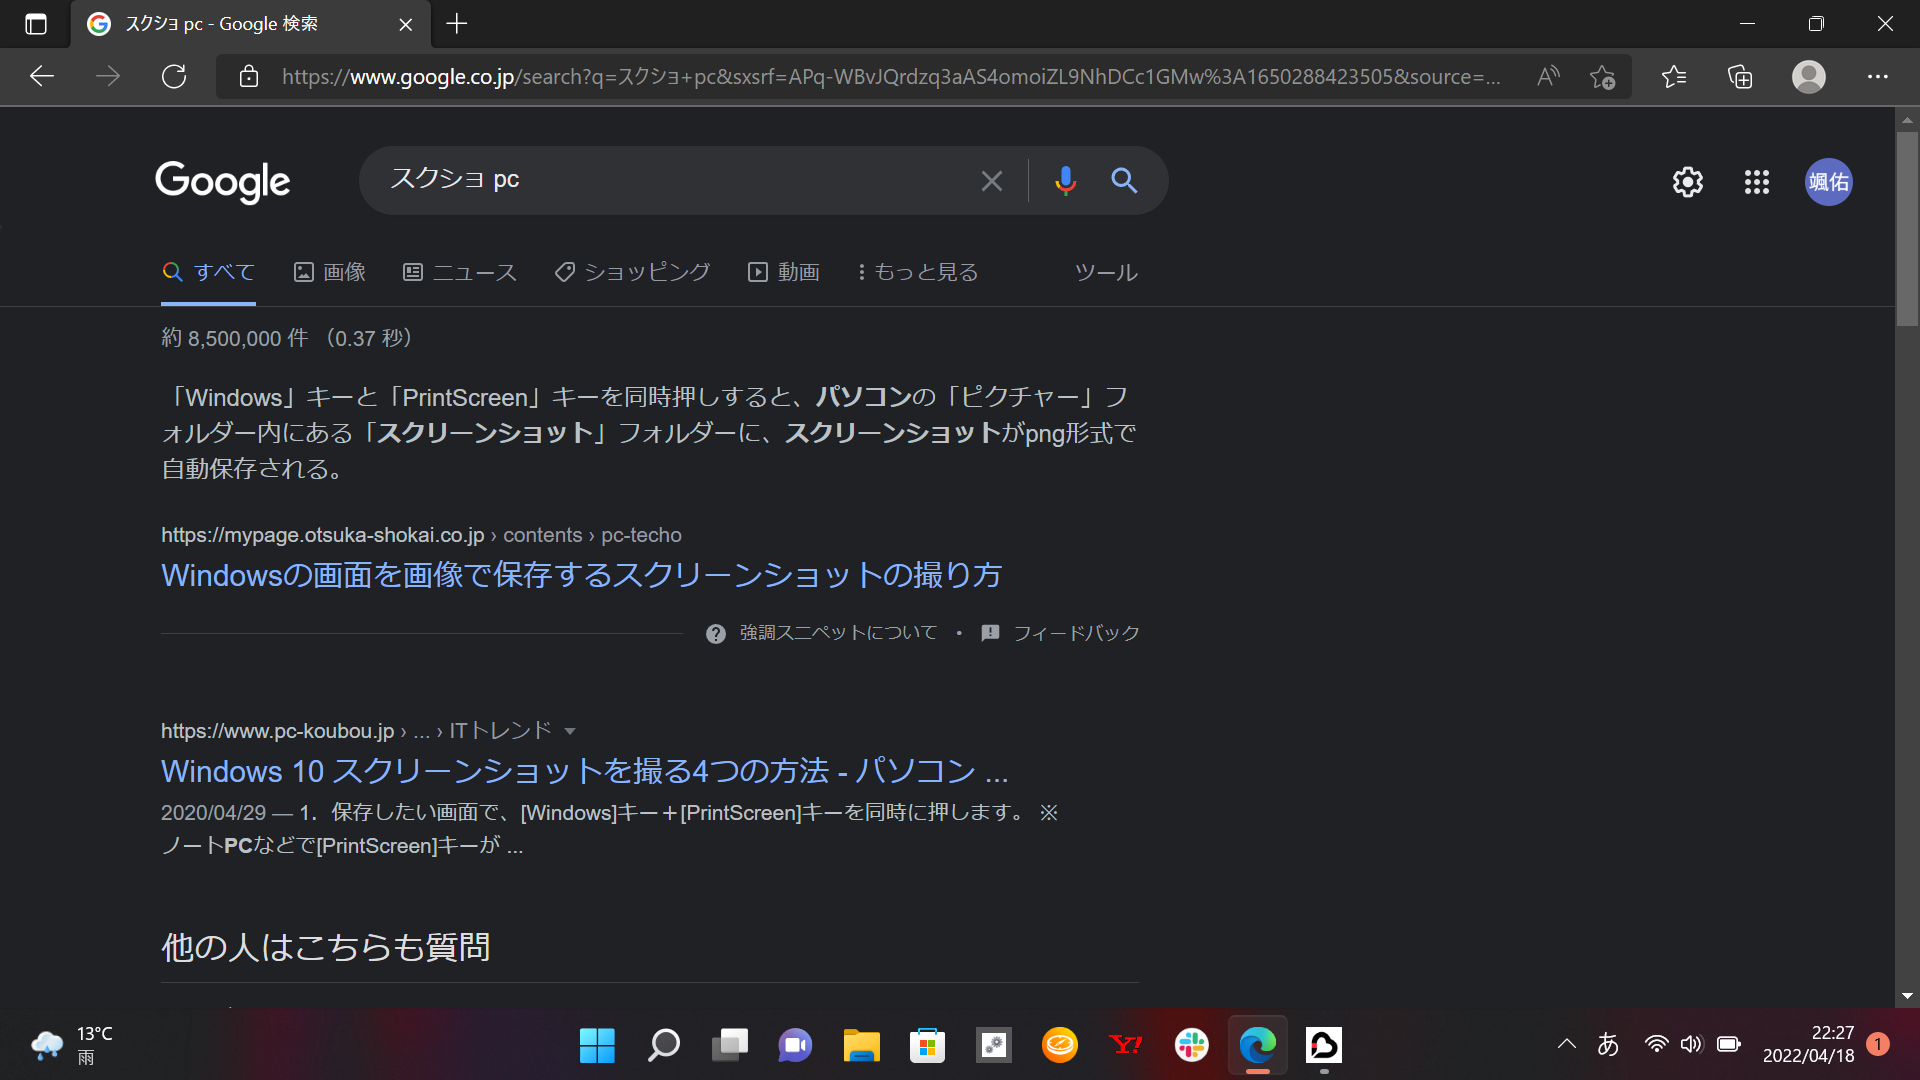 スクショ pc - Google 検索
https://www.google.co.jp/search?q=スクショ+pc&sxsrf=APq-WBvJQrdzq3aAS4omoiZL9NhDCc1GMw%3A1650288423505&source=...
Google
スクショ pc
颯佑
すべて 画像 ニュース ショッピング 動画 もっと見る ツール
約 8,500,000 件 （0.37 秒）
「Windows」キーと「PrintScreen」キーを同時押しすると、パソコンの「ピクチャー」フ
ォルダー内にある「スクリーンショット」フォルダーに、スクリーンショットがpng形式で
自動保存される。
https://mypage.otsuka-shokai.co.jp › contents › pc-techo
Windowsの画面を画像で保存するスクリーンショットの撮り方
強調スニペットについて • フィードバック
https://www.pc-koubou.jp › ... › ITトレンド
Windows 10 スクリーンショットを撮る4つの方法 - パソコン ...
2020/04/29 — 1．保存したい画面で、[Windows]キー＋[PrintScreen]キーを同時に押します。 ※
ノートPCなどで[PrintScreen]キーが ...
他の人はこちらも質問
13°C
雨
Y!
あ
22:27
2022/04/18
1